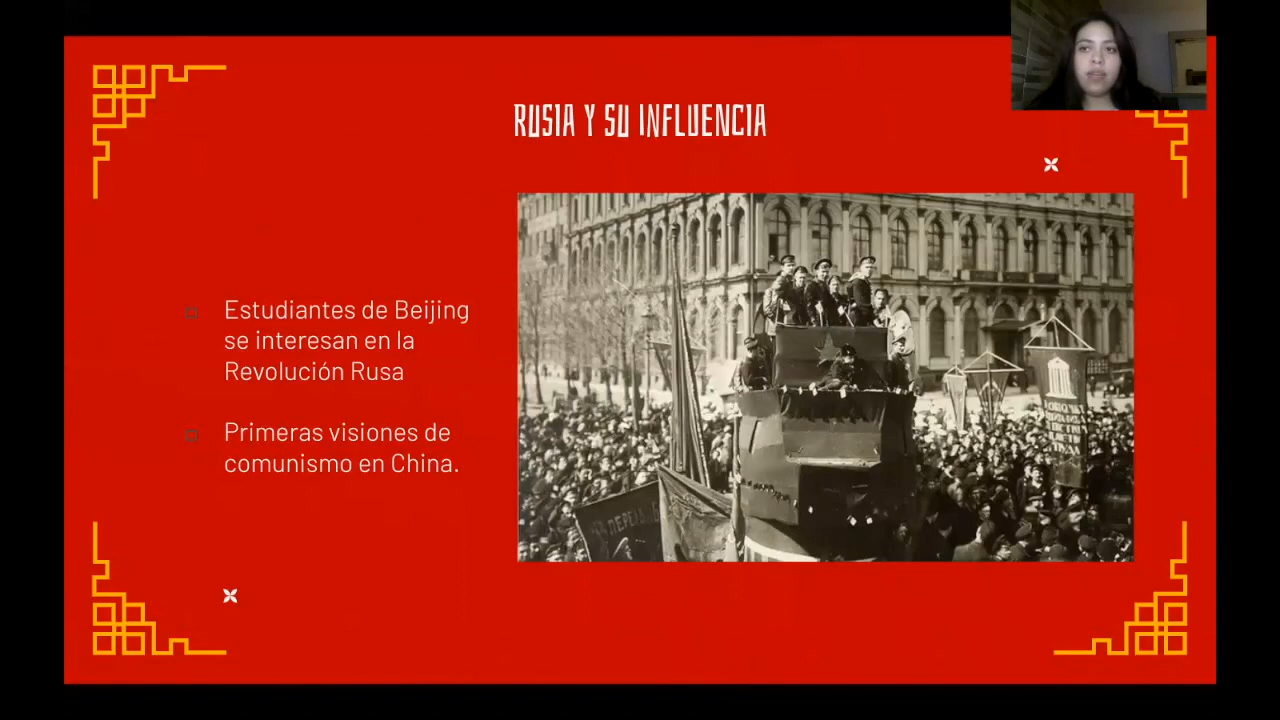 RUSIA Y SU INFLUENCIA
Estudiantes de Beijing
se interesan en la
Revolución Rusa
Primeras visiones de
comunismo en China.